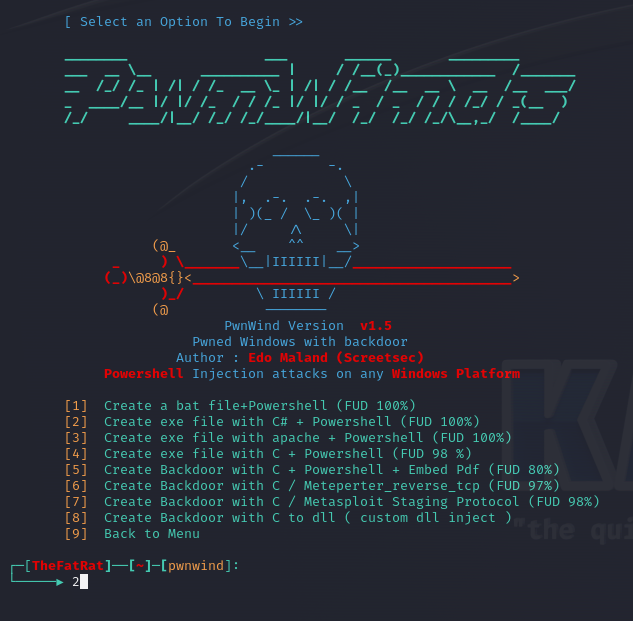 [ Select an Option To Begin >>
PwnWinds
PwnWind Version v1.5
Pwned Windows with backdoor
Author : Edo Maland (Screetsec)
Powershell Injection attacks on any Windows Platform
[1] Create a bat file+Powershell (FUD 100%)
[2] Create exe file with C# + Powershell (FUD 100%)
[3] Create exe file with apache + Powershell (FUD 100%)
[4] Create exe file with C + Powershell (FUD 98 %)
[5] Create Backdoor with C + Powershell + Embed Pdf (FUD 80%)
[6] Create Backdoor with C / Meteperter_reverse_tcp (FUD 97%)
[7] Create Backdoor with C / Metasploit Staging Protocol (FUD 98%)
[8] Create Backdoor with C to dll ( custom dll inject )
[9] Back to Menu
KA
"the qui
[TheFatRat]──[~]─[pwnwind]:
2